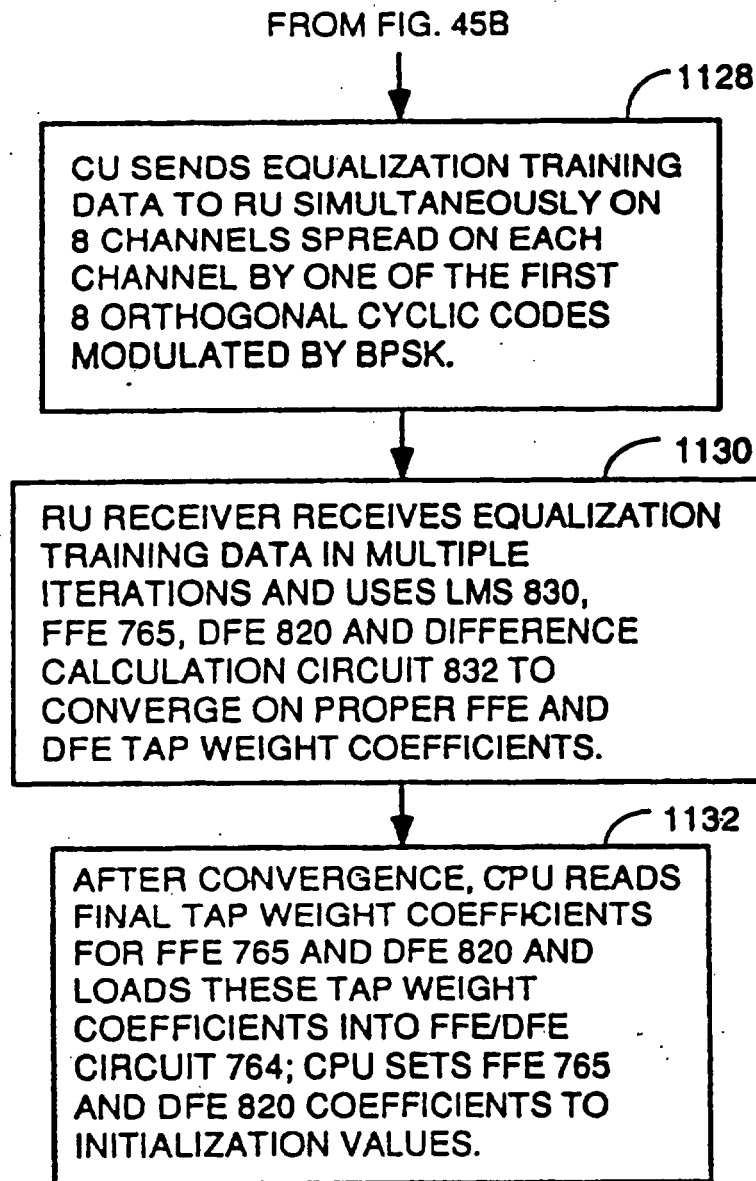 FROM FIG. 45B
1128
CU SENDS EQUALIZATION TRAINING
DATA TO RU SIMULTANEOUSLY ON
8 CHANNELS SPREAD ON EACH
CHANNEL BY ONE OF THE FIRST
8 ORTHOGONAL CYCLIC CODES
MODULATED BY BPSK.
1130
RU RECEIVER RECEIVES EQUALIZATION
TRAINING DATA IN MULTIPLE
ITERATIONS AND USES LMS 830,
FFE 765, DFE 820 AND DIFFERENCE
CALCULATION CIRCUIT 832 TO
CONVERGE ON PROPER FFE AND
DFE TAP WEIGHT COEFFICIENTS.
1132
AFTER CONVERGENCE, CPU READS
FINAL TAP WEIGHT COEFFICIENTS
FOR FFE 765 AND DFE 820 AND
LOADS THESE TAP WEIGHT
COEFFICIENTS INTO FFE/DFE
CIRCUIT 764; CPU SETS FFE 765
AND DFE 820 COEFFICIENTS TO
INITIALIZATION VALUES.